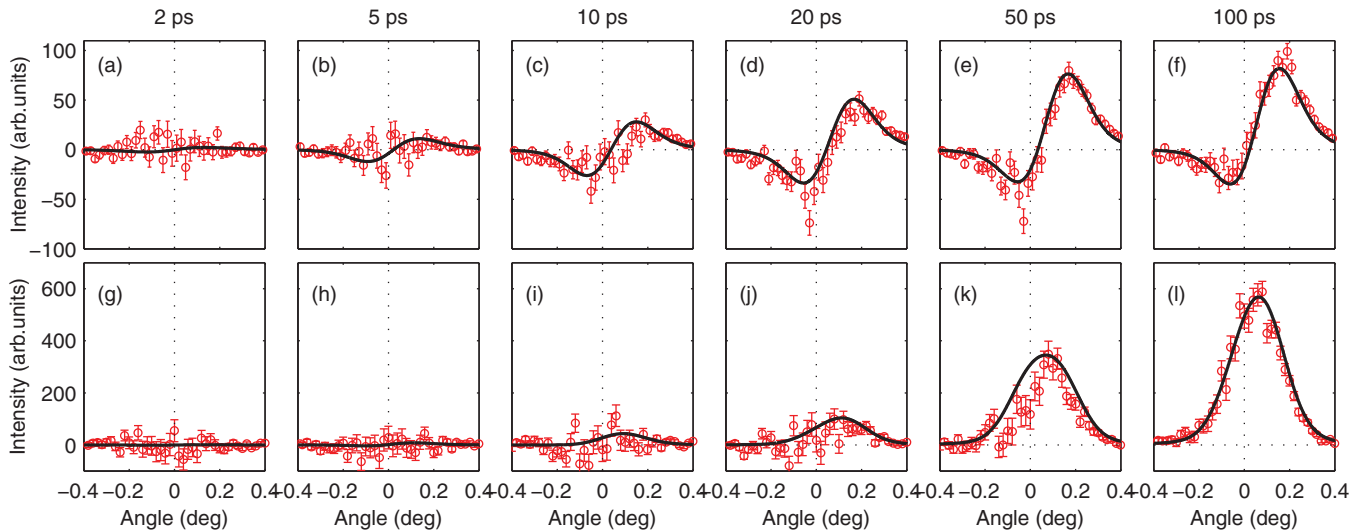 2 ps 5 ps 10 ps 20 ps 50 ps 100 ps
100
50
0
−50
−100
Intensity (arb.units)
(a) (b) (c) (d) (e) (f)
600
400
200
0
Intensity (arb.units)
(g) (h) (i) (j) (k) (l)
−0.4 −0.2 0 0.2 0.4 −0.4 −0.2 0 0.2 0.4 −0.4 −0.2 0 0.2 0.4 −0.4 −0.2 0 0.2 0.4 −0.4 −0.2 0 0.2 0.4 −0.4 −0.2 0 0.2 0.4
Angle (deg) Angle (deg) Angle (deg) Angle (deg) Angle (deg) Angle (deg)